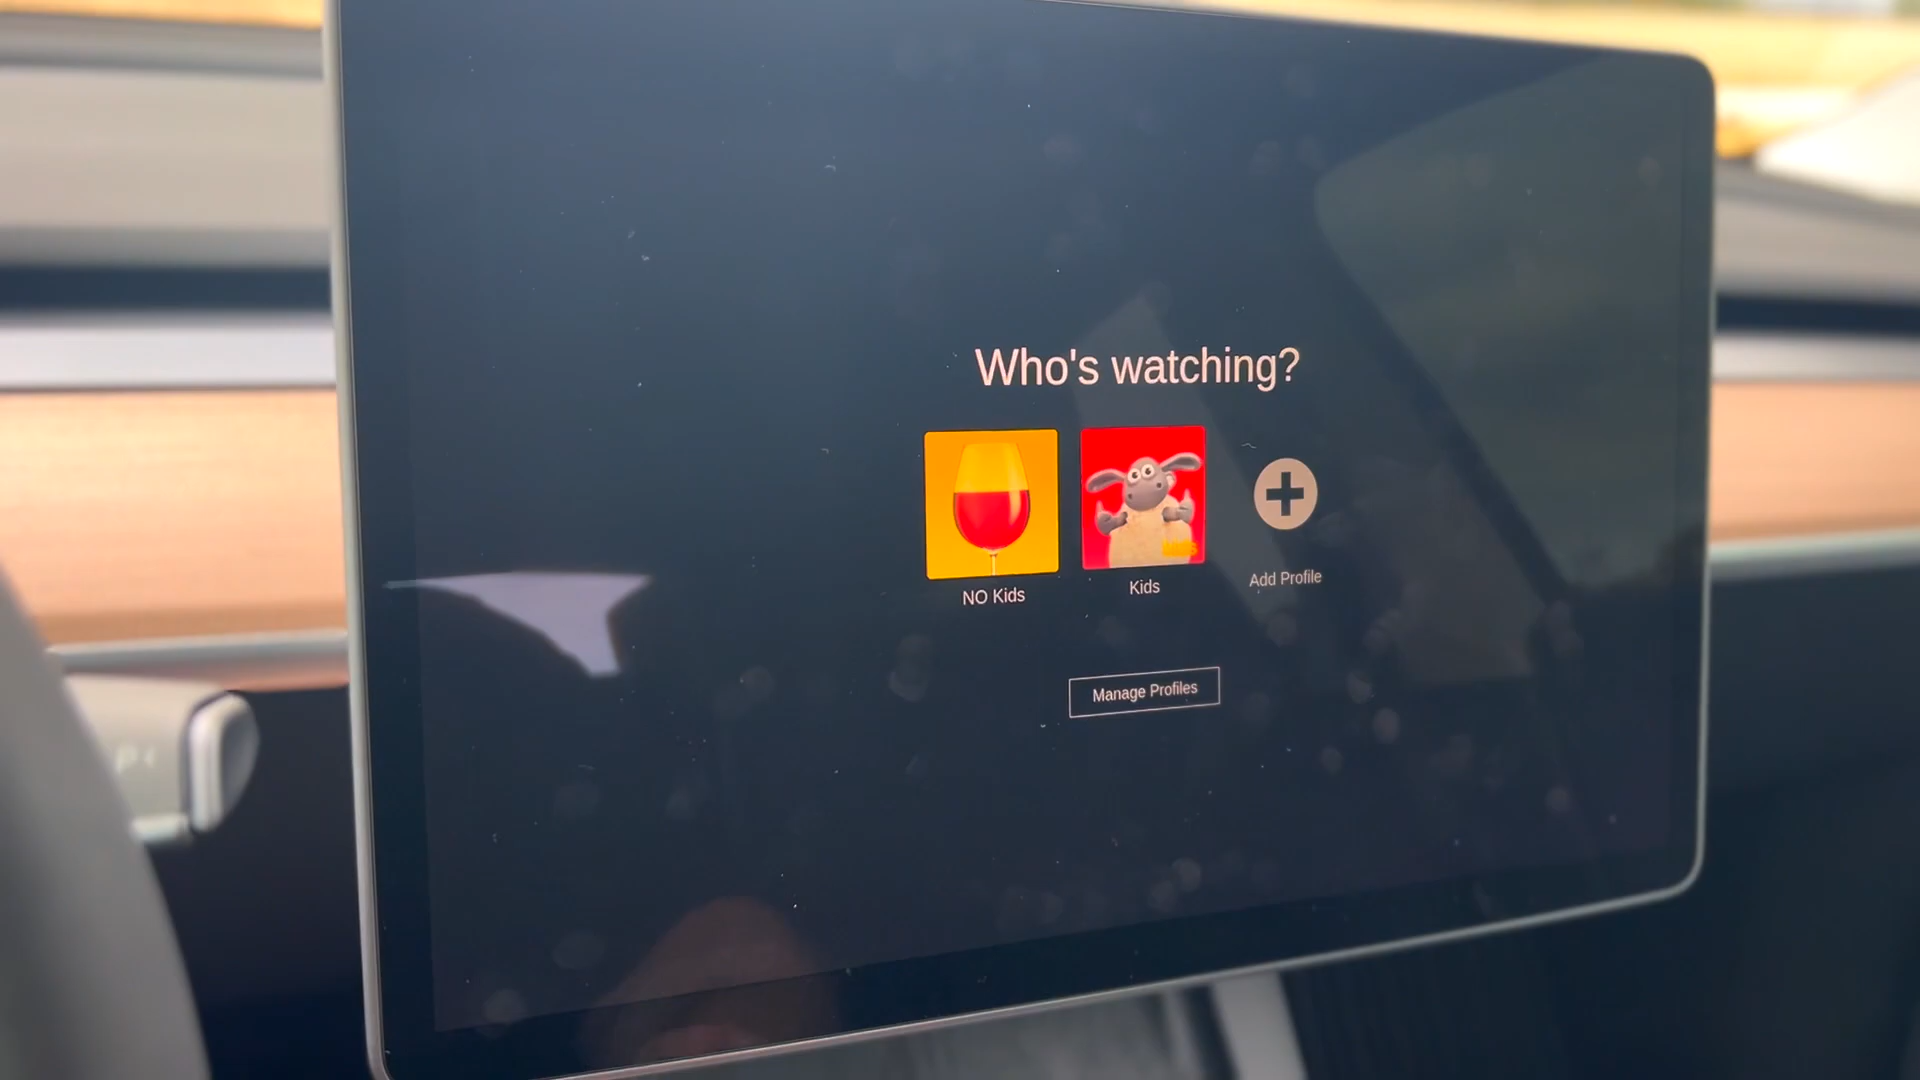 Who's watching?
NO Kids
Kids
Add Profile
Manage Profiles